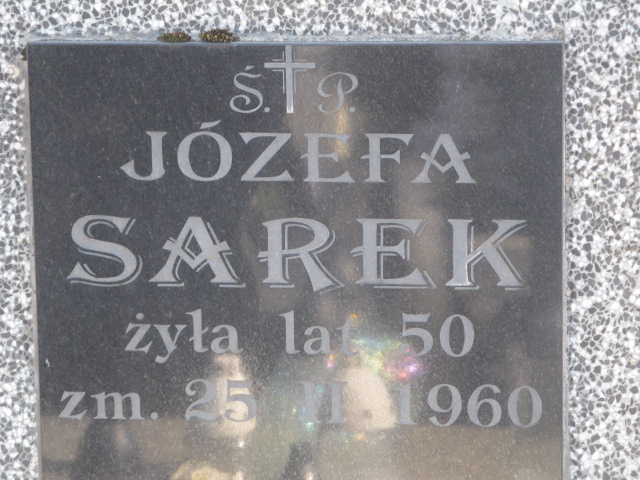 Ś. P.
JÓZEFA
SAREK
żyła lat 50
zm. 25. II. 1960